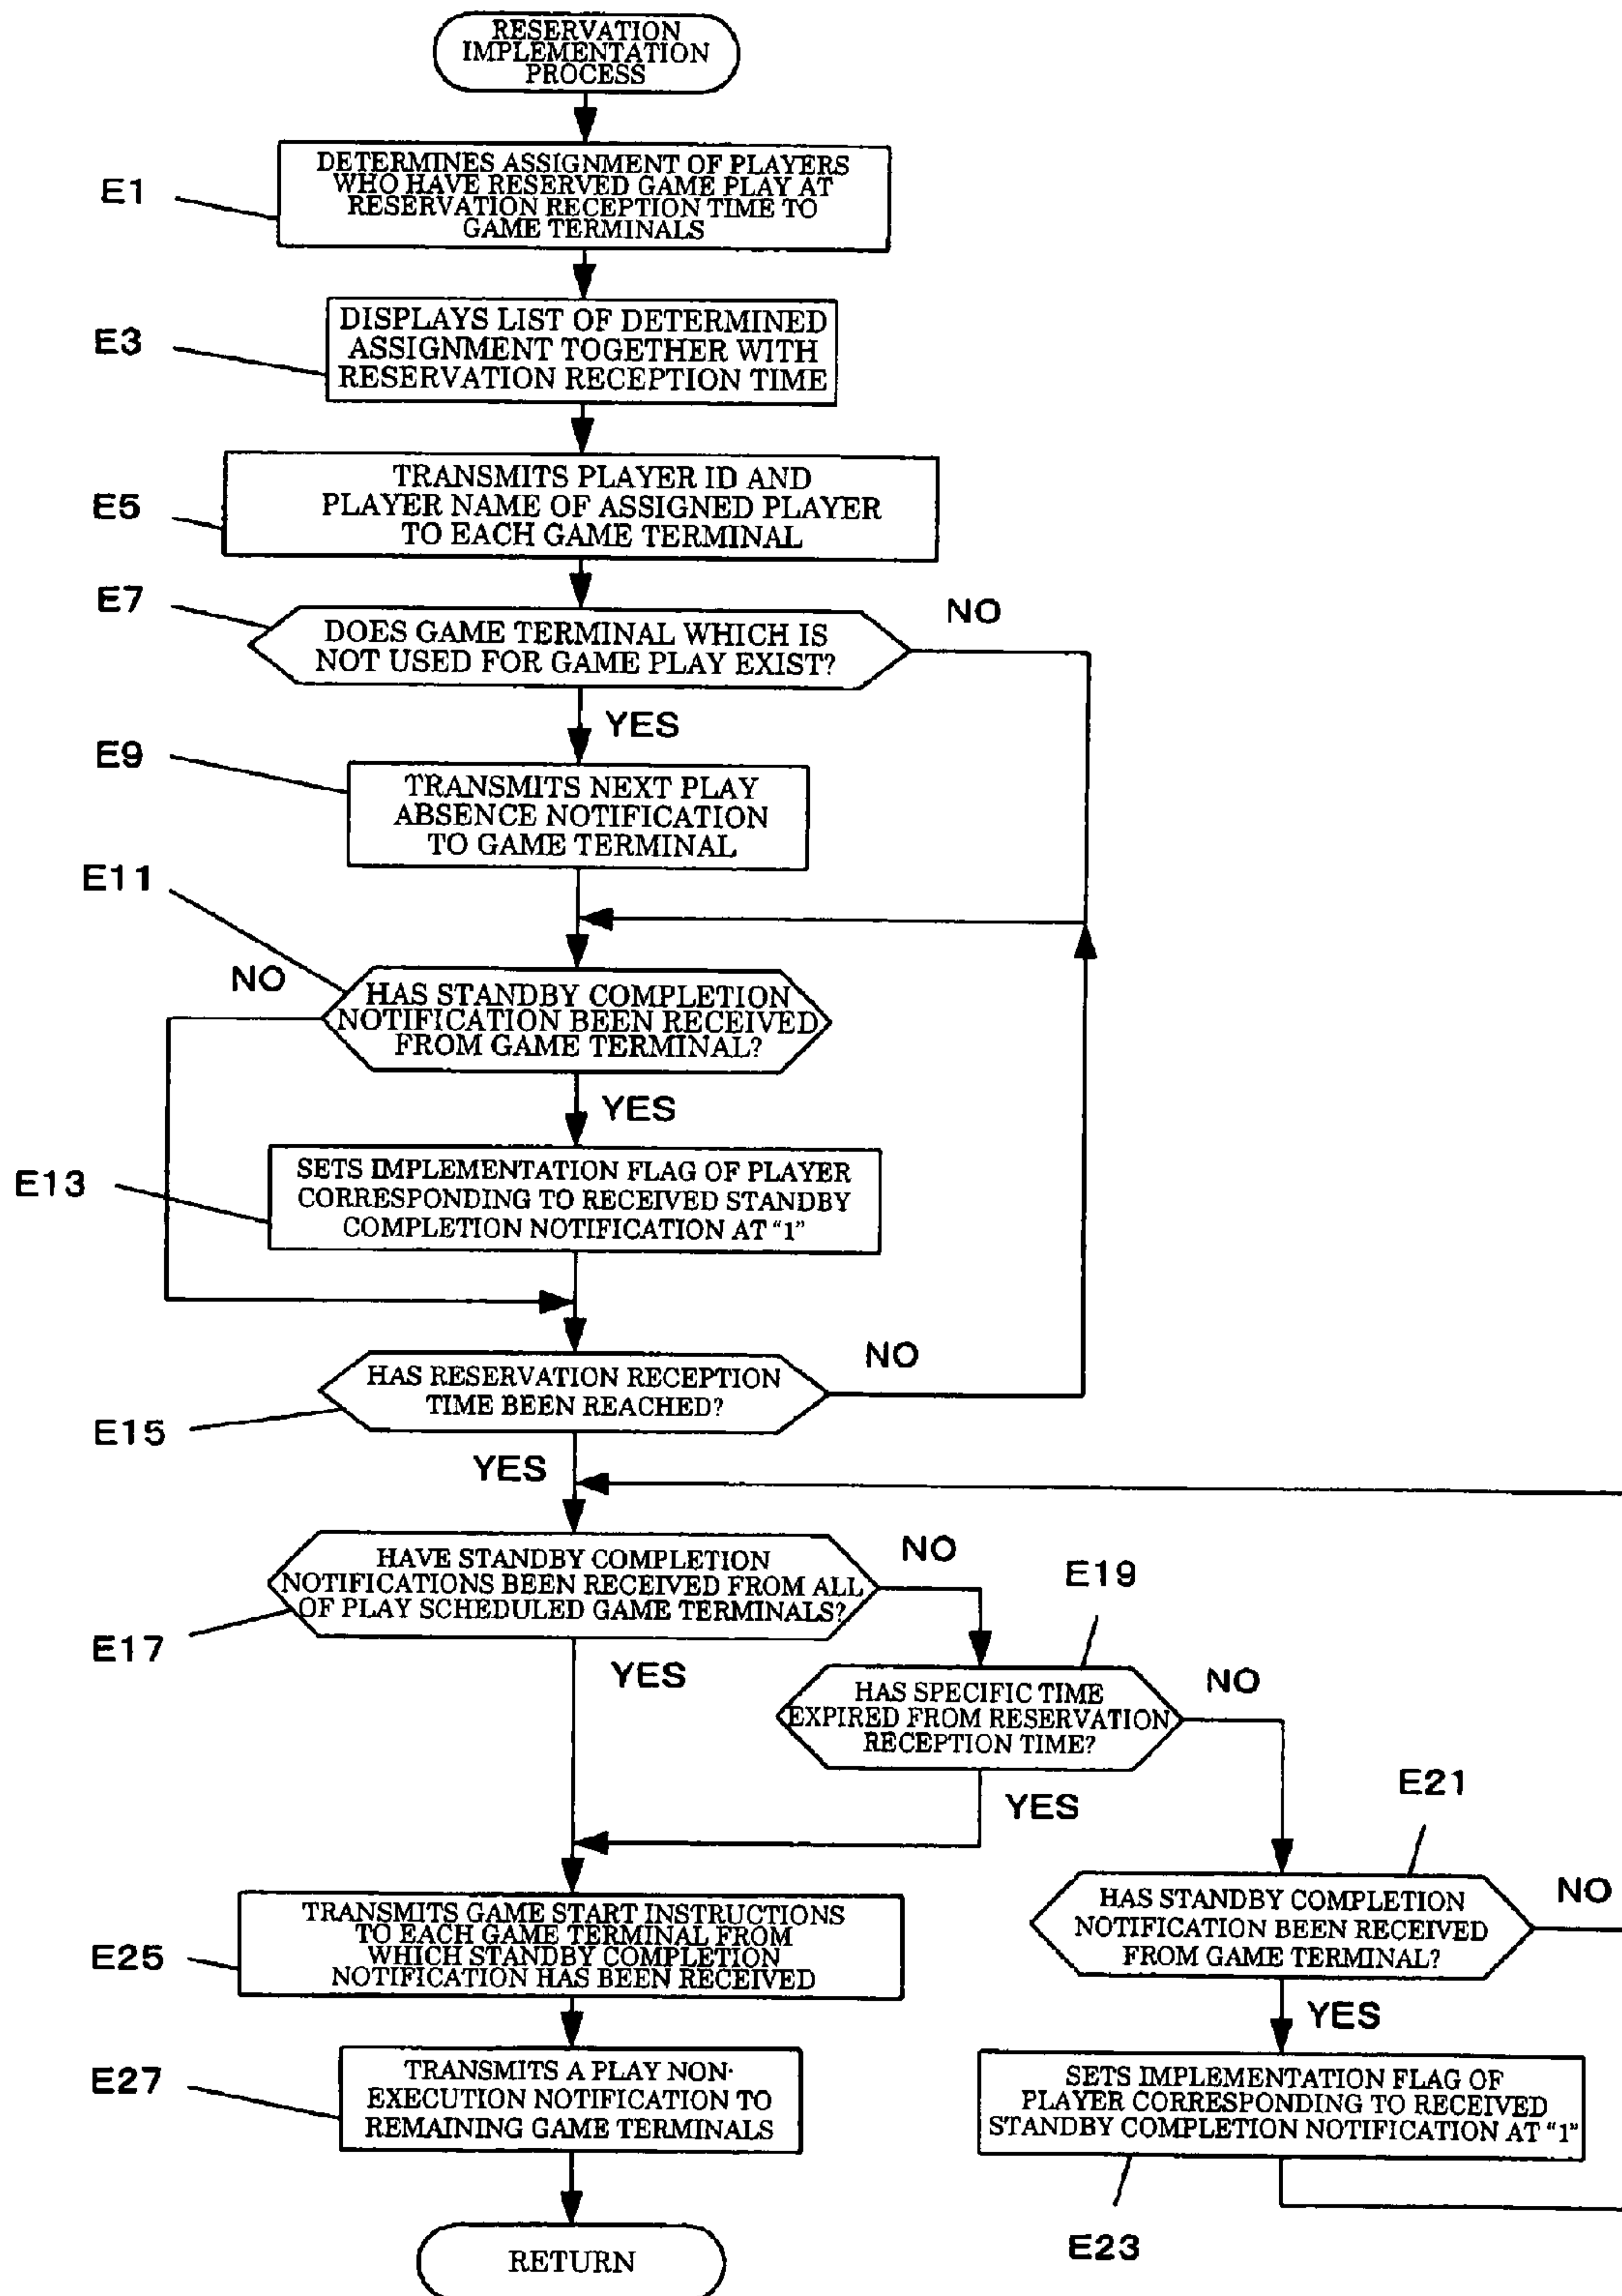 RESERVATION
IMPLEMENTATION
PROCESS
E1
DETERMINES ASSIGNMENT OF PLAYERS
WHO HAVE RESERVED GAME PLAY AT
RESERVATION RECEPTION TIME TO
GAME TERMINALS
E3
DISPLAYS LIST OF DETERMINED
ASSIGNMENT TOGETHER WITH
RESERVATION RECEPTION TIME
E5
TRANSMITS PLAYER ID AND
PLAYER NAME OF ASSIGNED PLAYER
TO EACH GAME TERMINAL
E7
DOES GAME TERMINAL WHICH IS
NOT USED FOR GAME PLAY EXIST?
NO
YES
E9
TRANSMITS NEXT PLAY
ABSENCE NOTIFICATION
TO GAME TERMINAL
E11
NO
HAS STANDBY COMPLETION
NOTIFICATION BEEN RECEIVED
FROM GAME TERMINAL?
YES
E13
SETS IMPLEMENTATION FLAG OF PLAYER
CORRESPONDING TO RECEIVED STANDBY
COMPLETION NOTIFICATION AT “1”
HAS RESERVATION RECEPTION
TIME BEEN REACHED?
NO
E15
YES
HAVE STANDBY COMPLETION
NOTIFICATIONS BEEN RECEIVED FROM ALL
OF PLAY SCHEDULED GAME TERMINALS?
NO
E17
YES
E19
HAS SPECIFIC TIME
EXPIRED FROM RESERVATION
RECEPTION TIME?
NO
YES
E21
HAS STANDBY COMPLETION
NOTIFICATION BEEN RECEIVED
FROM GAME TERMINAL?
NO
YES
E25
TRANSMITS GAME START INSTRUCTIONS
TO EACH GAME TERMINAL FROM
WHICH STANDBY COMPLETION
NOTIFICATION HAS BEEN RECEIVED
E27
TRANSMITS A PLAY NON-
EXECUTION NOTIFICATION TO
REMAINING GAME TERMINALS
SETS IMPLEMENTATION FLAG OF
PLAYER CORRESPONDING TO RECEIVED
STANDBY COMPLETION NOTIFICATION AT “1”
E23
RETURN